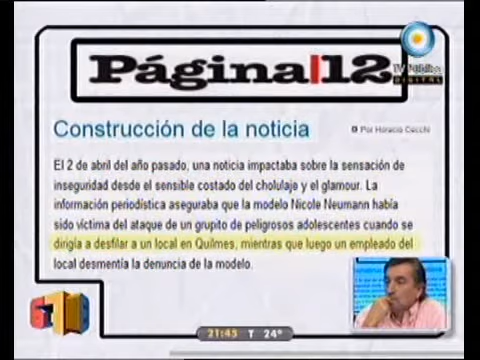 Página|12
TV Pública
DIGITAL
Construcción de la noticia
Por Horacio Cecchi
El 2 de abril del año pasado, una noticia impactaba sobre la sensación de
inseguridad desde el sensible costado del cholulaje y el glamour. La
información periodística aseguraba que la modelo Nicole Neumann había
sido víctima del ataque de un grupito de peligrosos adolescentes cuando se
dirigía a desfilar a un local en Quilmes, mientras que luego un empleado del
local desmentía la denuncia de la modelo.
21:45 T 24°